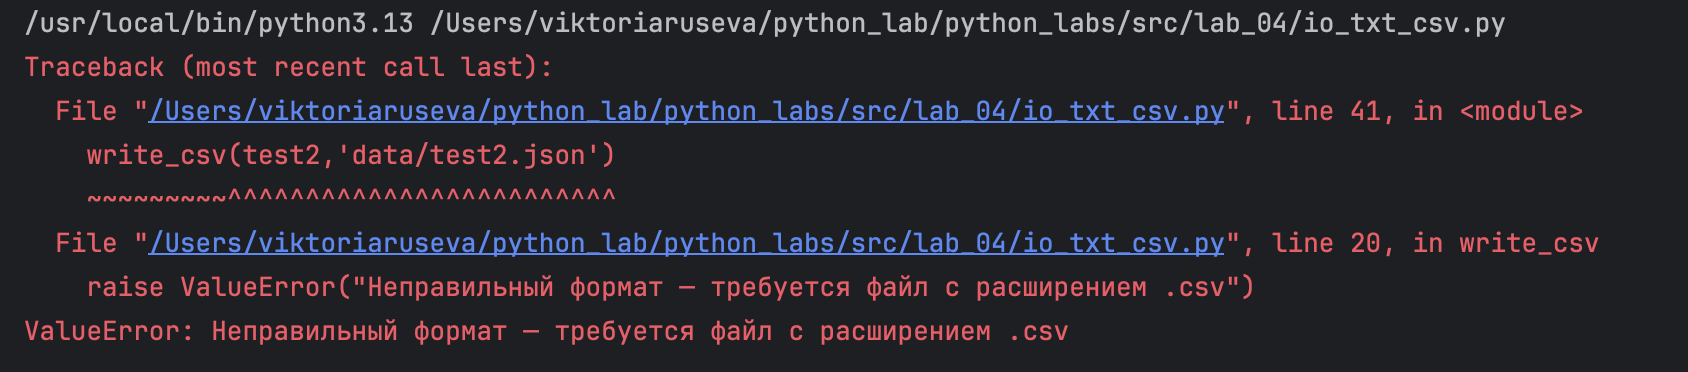 /usr/local/bin/python3.13 /Users/viktoriaruseva/python_lab/python_labs/src/lab_04/io_txt_csv.py
Traceback (most recent call last):
  File "/Users/viktoriaruseva/python_lab/python_labs/src/lab_04/io_txt_csv.py", line 41, in <module>
    write_csv(test2,'data/test2.json')
    ~~~~~~~~~^^^^^^^^^^^^^^^^^^^^^^^^^
  File "/Users/viktoriaruseva/python_lab/python_labs/src/lab_04/io_txt_csv.py", line 20, in write_csv
    raise ValueError("Неправильный формат — требуется файл с расширением .csv")
ValueError: Неправильный формат — требуется файл с расширением .csv